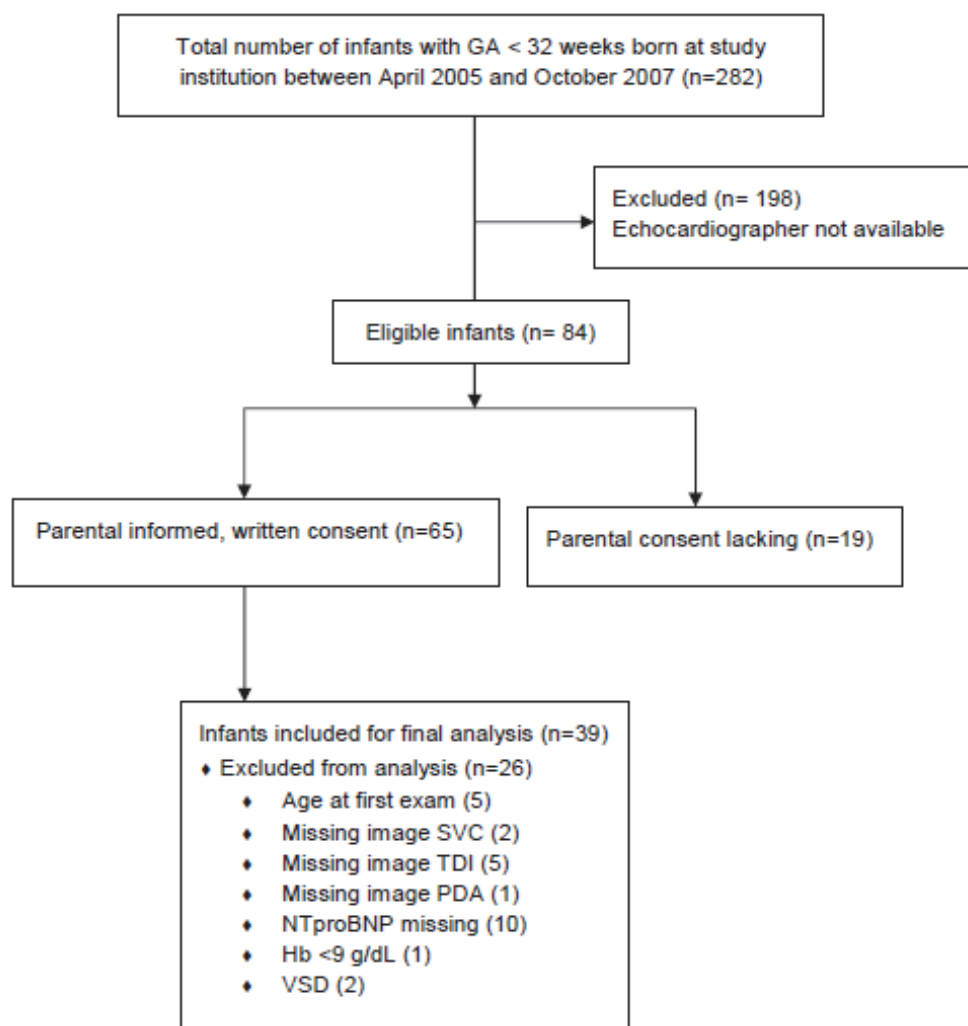 Total number of infants with GA < 32 weeks born at study
institution between April 2005 and October 2007 (n=282)
Excluded (n= 198)
Echocardiographer not available
Eligible infants (n= 84)
Parental informed, written consent (n=65)
Parental consent lacking (n=19)
Infants included for final analysis (n=39)
♦ Excluded from analysis (n=26)
♦ Age at first exam (5)
♦ Missing image SVC (2)
♦ Missing image TDI (5)
♦ Missing image PDA (1)
♦ NTproBNP missing (10)
♦ Hb <9 g/dL (1)
♦ VSD (2)